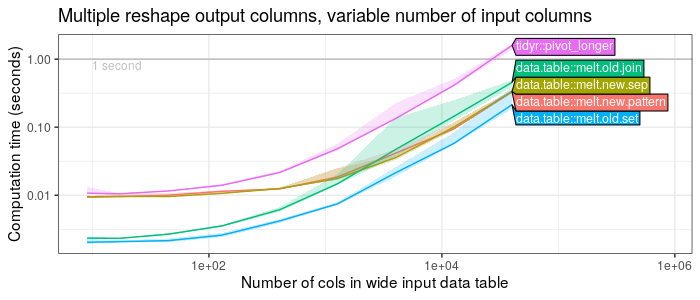 Multiple reshape output columns, variable number of input columns
Computation time (seconds)
1.00
0.10
0.01
1 second
tidyr::pivot_longer
data.table::melt.old.join
data.table::melt.new.sep
data.table::melt.new.pattern
data.table::melt.old.set
1e+02
1e+04
1e+06
Number of cols in wide input data table